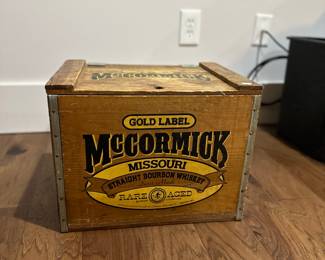 McCORMICK
GOLD LABEL
McCORMICK
MISSOURI
STRAIGHT BOURBON WHISKEY
RARE AGED